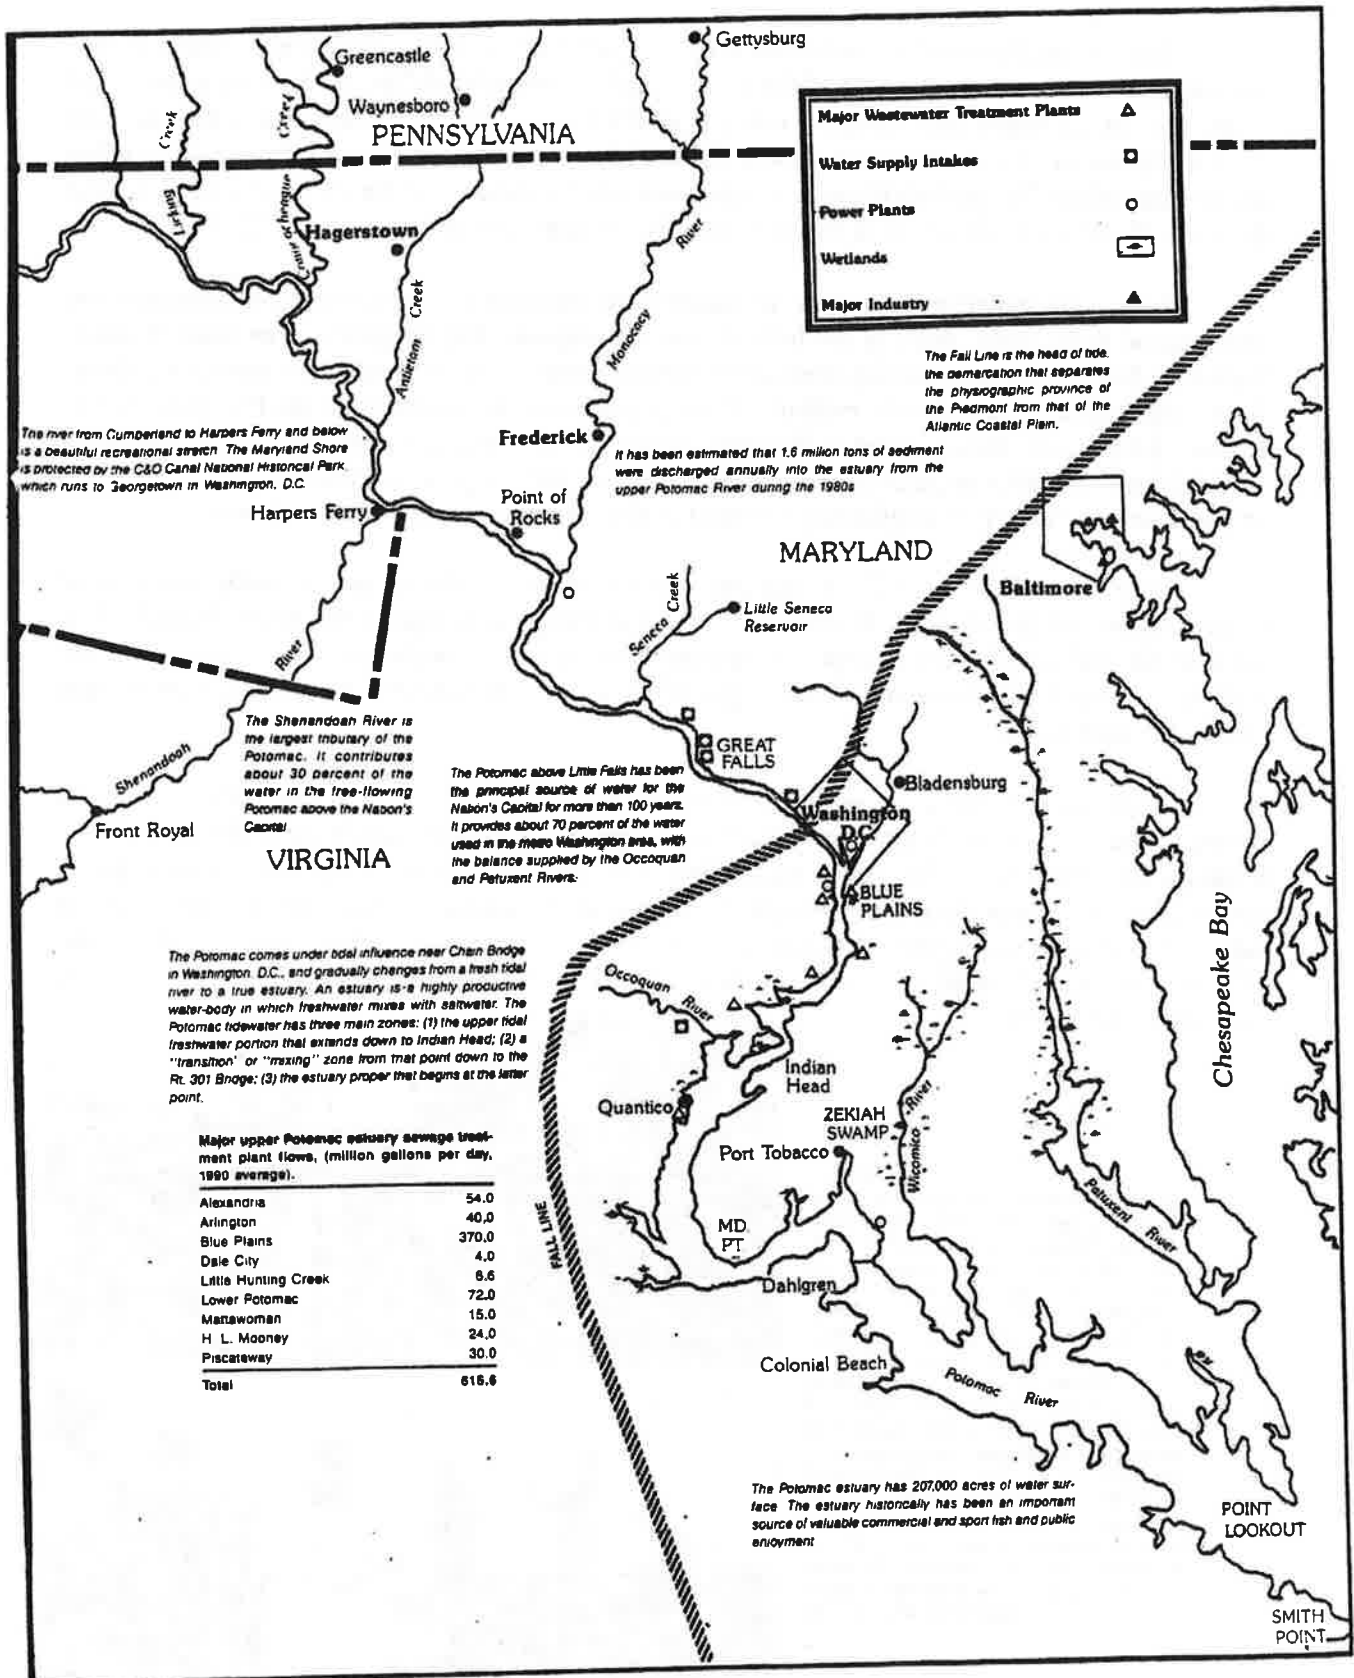 Gettysburg
Greencastle
Waynesboro
PENNSYLVANIA
Creek
Creek
Licking
Hagerstown
Antietam Creek
Monocacy River
Major Wastewater Treatment Plants
Water Supply Intakes
Power Plants
Wetlands
Major Industry
The Fall Line is the head of tide,
the demarcation that separates
the physiographic province of
the Piedmont from that of the
Atlantic Coastal Plain.
The river from Cumberland to Harpers Ferry and below
is a beautiful recreational stretch. The Maryland Shore
is protected by the C&O Canal National Historical Park,
which runs to Georgetown in Washington, D.C.
Frederick
It has been estimated that 1.6 million tons of sediment
were discharged annually into the estuary from the
upper Potomac River during the 1980s
Harpers Ferry
Point of
Rocks
MARYLAND
Baltimore
Seneca Creek
Little Seneca
Reservoir
River
Shenandoah
Front Royal
The Shenandoah River is
the largest tributary of the
Potomac. It contributes
about 30 percent of the
water in the free-flowing
Potomac above the Nation's
Capital
VIRGINIA
The Potomac above Little Falls has been
the principal source of water for the
Nation's Capital for more than 100 years.
It provides about 70 percent of the water
used in the metro Washington area, with
the balance supplied by the Occoquan
and Patuxent Rivers.
GREAT
FALLS
Bladensburg
Washington
D.C.
BLUE
PLAINS
Chesapeake Bay
The Potomac comes under tidal influence near Chain Bridge
in Washington, D.C., and gradually changes from a fresh tidal
river to a true estuary. An estuary is a highly productive
water-body in which freshwater mixes with saltwater. The
Potomac tidewater has three main zones: (1) the upper tidal
freshwater portion that extends down to Indian Head; (2) a
"transition" or "mixing" zone from that point down to the
Rt. 301 Bridge; (3) the estuary proper that begins at the latter
point.
Occoquan River
Indian
Head
Quantico
ZEKIAH
SWAMP
Port Tobacco
Wicomico River
Patuxent River
MD.
PT.
FALL LINE
Dahlgren
Colonial Beach
Potomac River
Major upper Potomac estuary sewage treat-
ment plant flows, (million gallons per day,
1990 average).
Alexandria 54.0
Arlington 40.0
Blue Plains 370.0
Dale City 4.0
Little Hunting Creek 6.6
Lower Potomac 72.0
Mattawoman 15.0
H L. Mooney 24.0
Piscataway 30.0
Total 615.6
The Potomac estuary has 207,000 acres of water sur-
face. The estuary historically has been an important
source of valuable commercial and sport fish and public
enjoyment
POINT
LOOKOUT
SMITH
POINT